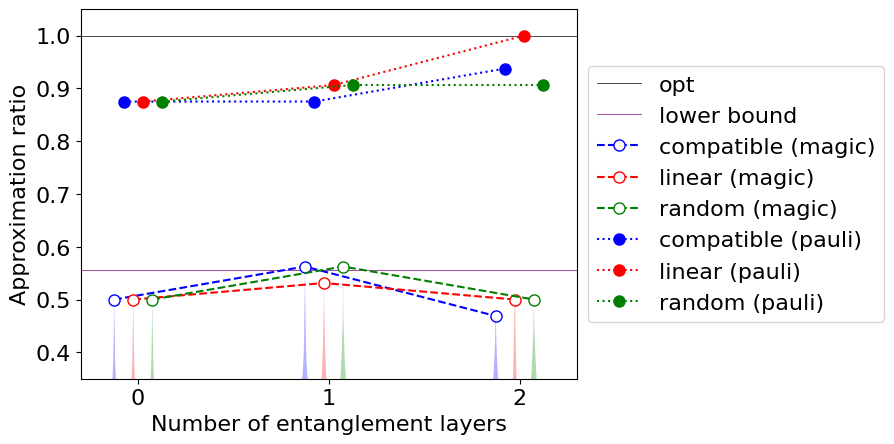 Approximation ratio
1.0
0.9
0.8
0.7
0.6
0.5
0.4
0
1
2
Number of entanglement layers
opt
lower bound
compatible (magic)
linear (magic)
random (magic)
compatible (pauli)
linear (pauli)
random (pauli)